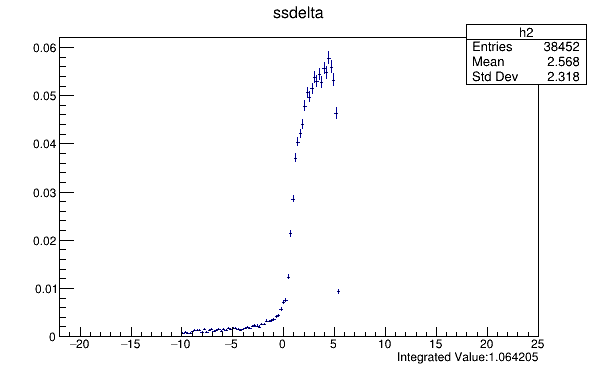 ssdelta
h2
Entries 38452
Mean 2.568
Std Dev 2.318
0.06
0.05
0.04
0.03
0.02
0.01
0
−20 −15 −10 −5 0 5 10 15 20 25
Integrated Value:1.064205